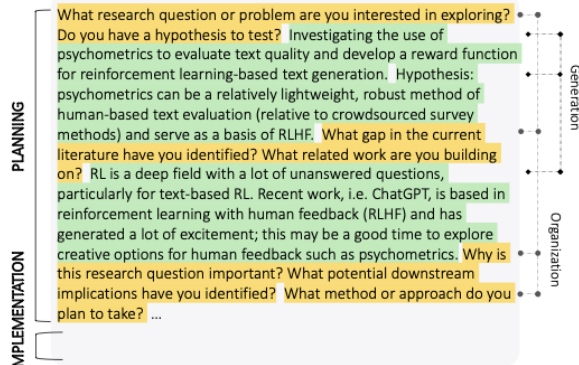 What research question or problem are you interested in exploring?
Do you have a hypothesis to test? Investigating the use of
psychometrics to evaluate text quality and develop a reward function
for reinforcement learning-based text generation. Hypothesis:
psychometrics can be a relatively lightweight, robust method of
human-based text evaluation (relative to crowdsourced survey
methods) and serve as a basis of RLHF. What gap in the current
literature have you identified? What related work are you building
on? RL is a deep field with a lot of unanswered questions,
particularly for text-based RL. Recent work, i.e. ChatGPT, is based in
reinforcement learning with human feedback (RLHF) and has
generated a lot of excitement; this may be a good time to explore
creative options for human feedback such as psychometrics. Why is
this research question important? What potential downstream
implications have you identified? What method or approach do you
plan to take? ...
PLANNING
MPLEMENTATION
Generation
Organization